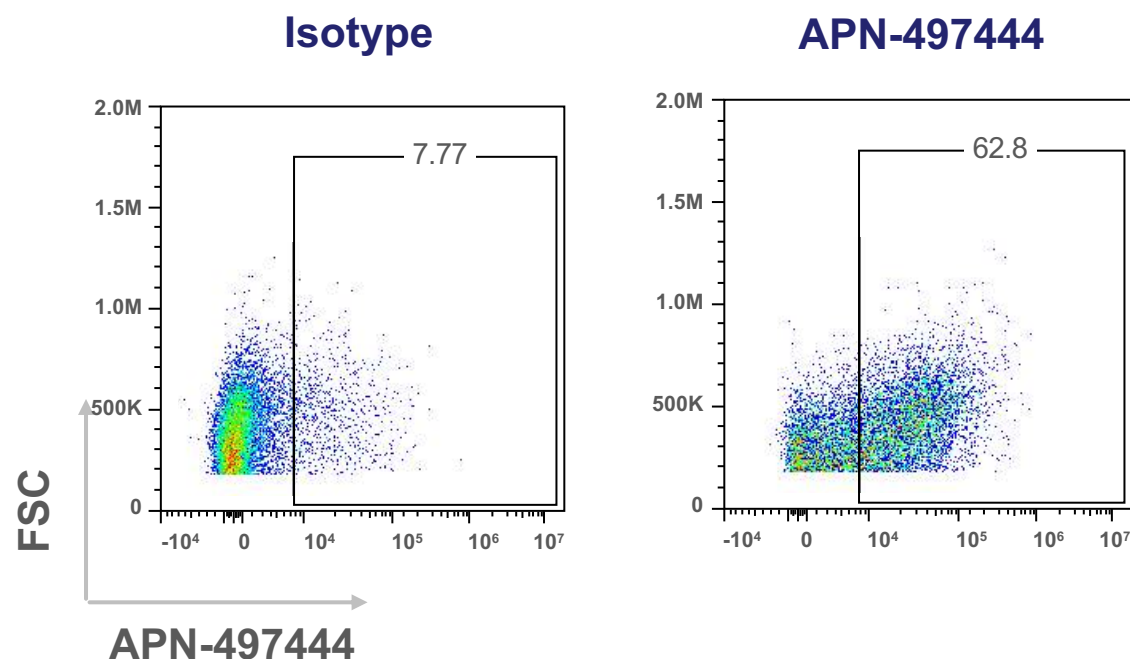 Isotype
APN-497444
2.0M
1.5M
1.0M
500K
0
7.77
-10⁴
0
10⁴
10⁵
10⁶
10⁷
2.0M
1.5M
1.0M
500K
0
62.8
-10⁴
0
10⁴
10⁵
10⁶
10⁷
FSC
APN-497444